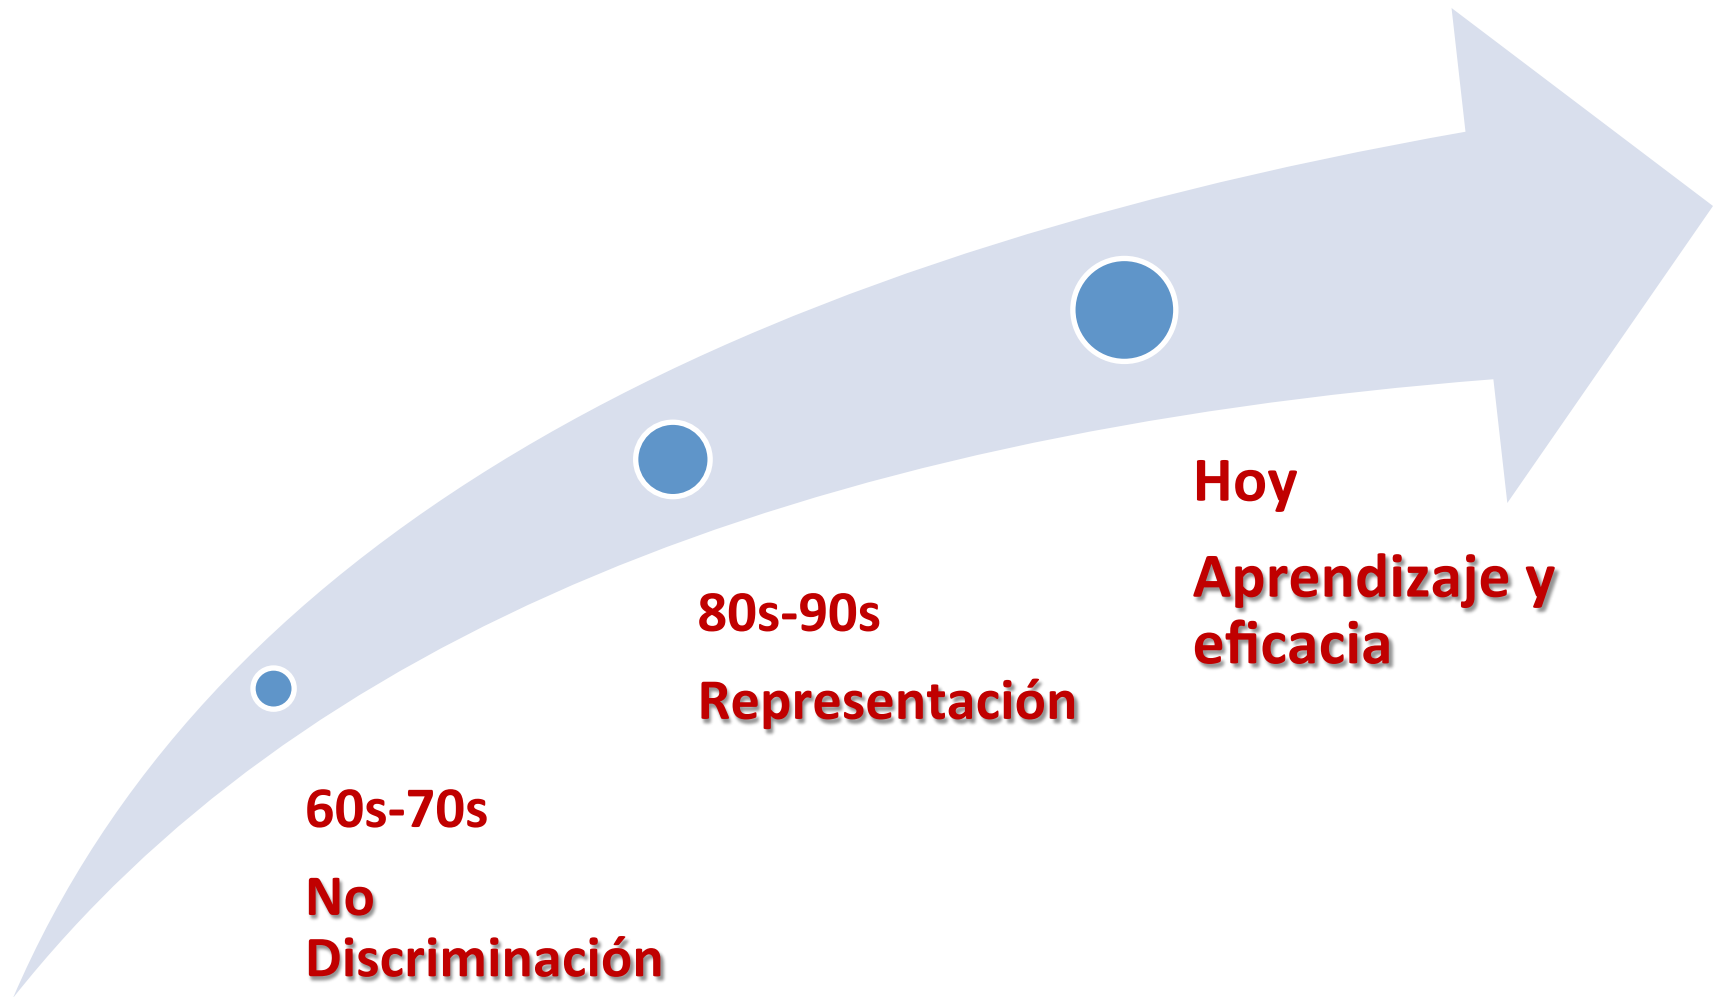 60s-70s
No
Discriminación
80s-90s
Representación
Hoy
Aprendizaje y
eficacia